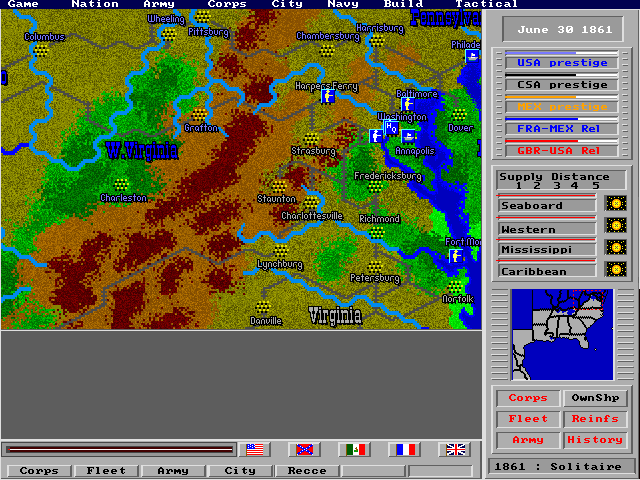 Game Nation Army Corps City Navy Build Tactical
Pennsylvan
Wheeling
Pittsburg
Harrisburg
Columbus
Chambersburg
Philade
Harpers Ferry
Baltimore
Washington
HQ
Grafton
Dover
W.Virginia
Strasburg
Annapolis
Fredericksburg
Charleston
Staunton
Charlottesville
Richmond
Fort Mon
Lynchburg
Petersburg
Norfolk
Danville
Virginia
June 30 1861
USA prestige
CSA prestige
MEX prestige
FRA-MEX Rel
GBR-USA Rel
Supply Distance
1 2 3 4 5
Seaboard
Western
Mississippi
Caribbean
Corps OwnShp
Fleet Reinfs
Army History
Corps Fleet Army City Recce
1861 : Solitaire